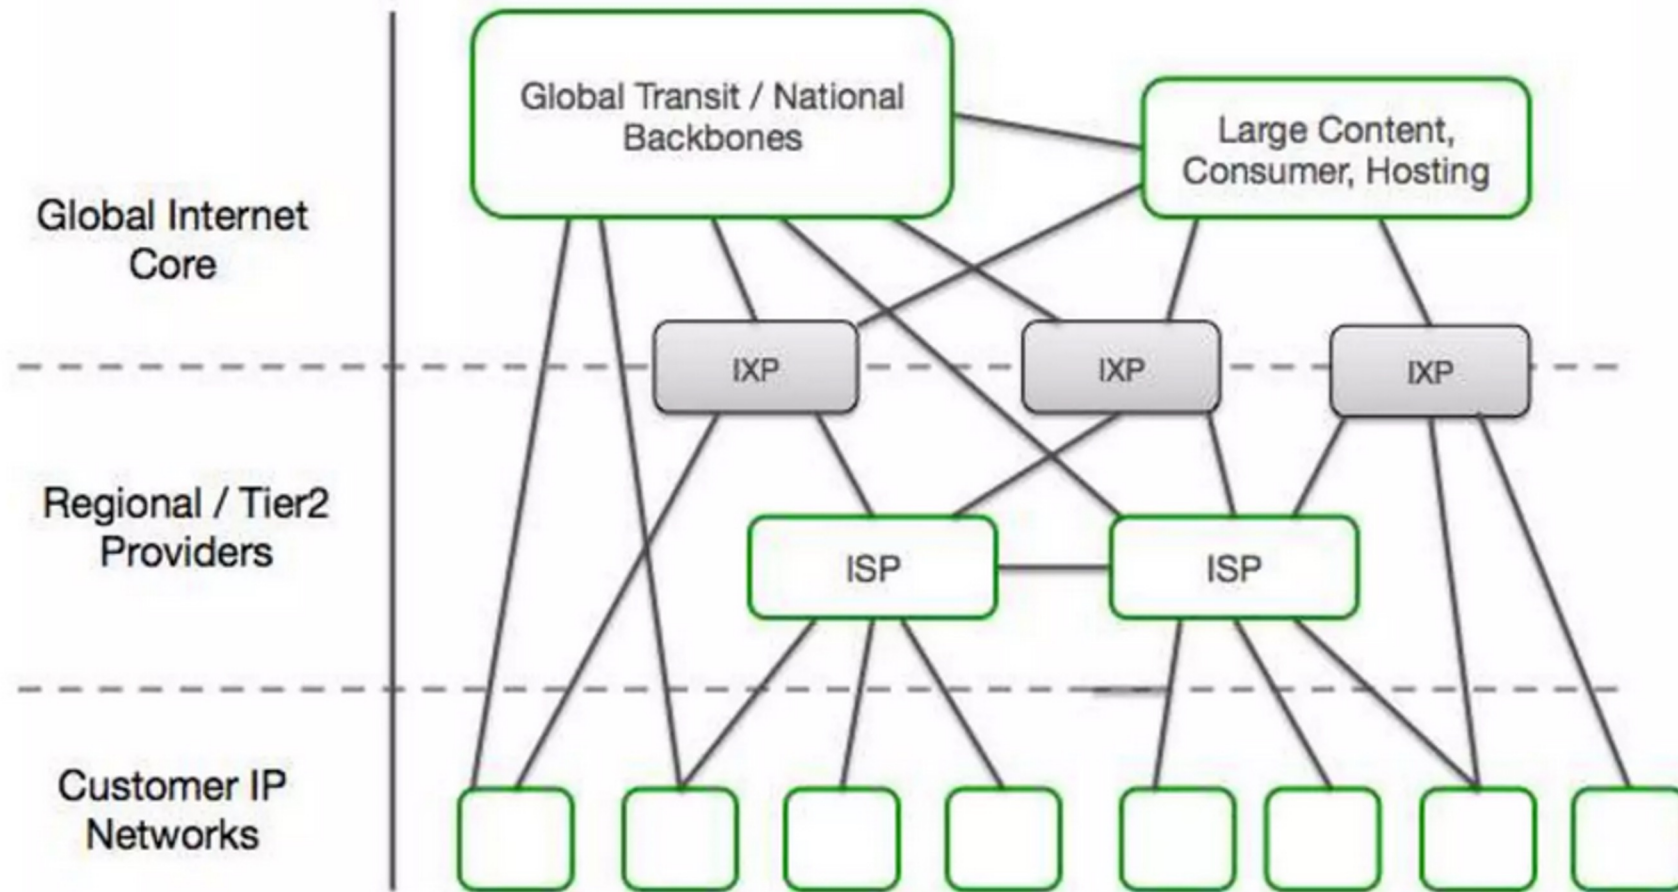 Global Transit / National
Backbones
Large Content,
Consumer, Hosting
Global Internet
Core
IXP
IXP
IXP
Regional / Tier2
Providers
ISP
ISP
Customer IP
Networks